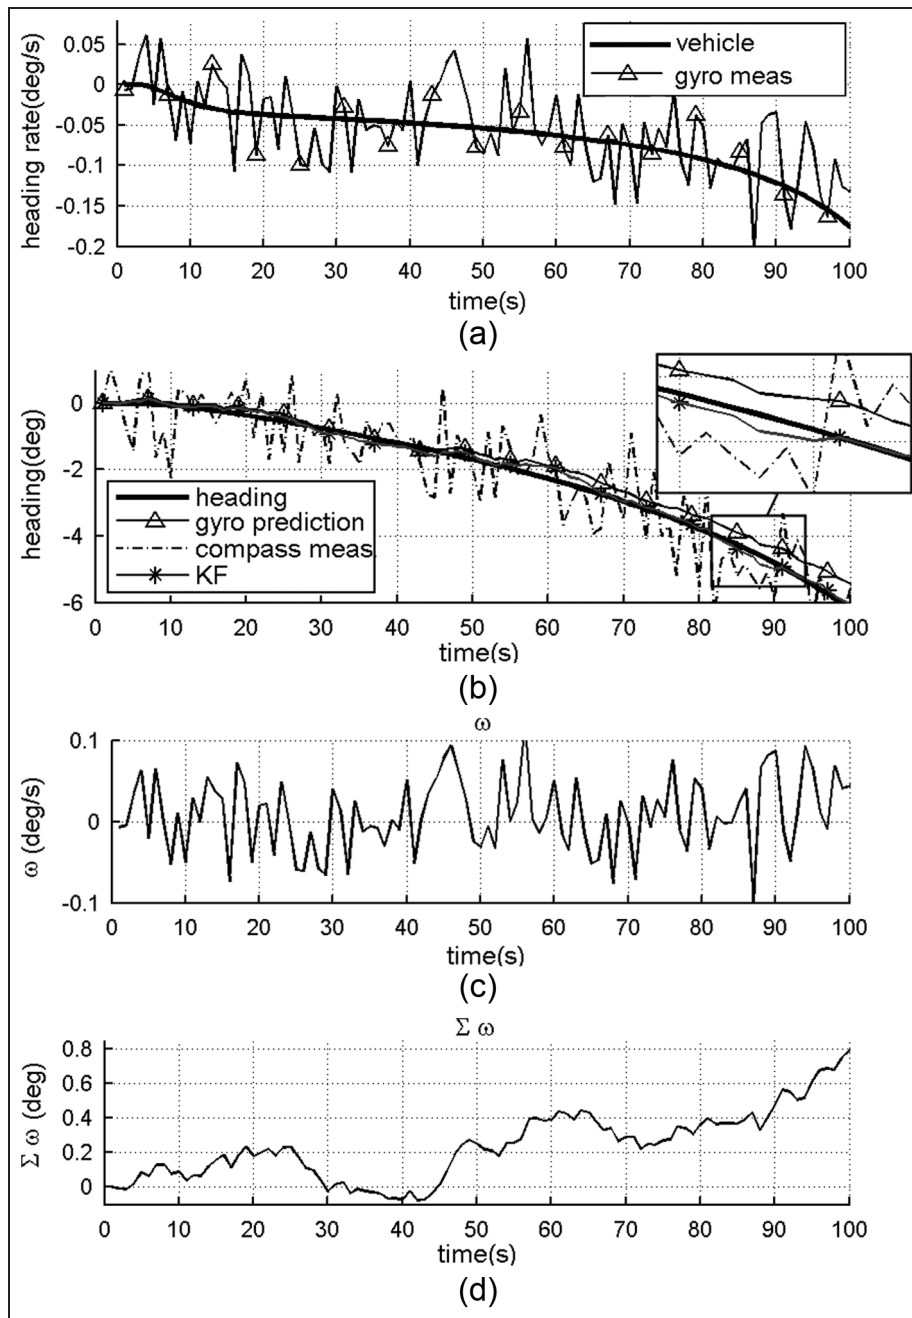 heading rate(deg/s)
0.05
0
-0.05
-0.1
-0.15
-0.2
vehicle
gyro meas
0 10 20 30 40 50 60 70 80 90 100
time(s)
(a)
heading(deg)
0
-2
-4
-6
heading
gyro prediction
compass meas
KF
0 10 20 30 40 50 60 70 80 90 100
time(s)
(b)
ω
ω (deg/s)
0.1
0
-0.1
0 10 20 30 40 50 60 70 80 90 100
time(s)
(c)
Σ ω
Σ ω (deg)
0.8
0.6
0.4
0.2
0
0 10 20 30 40 50 60 70 80 90 100
time(s)
(d)